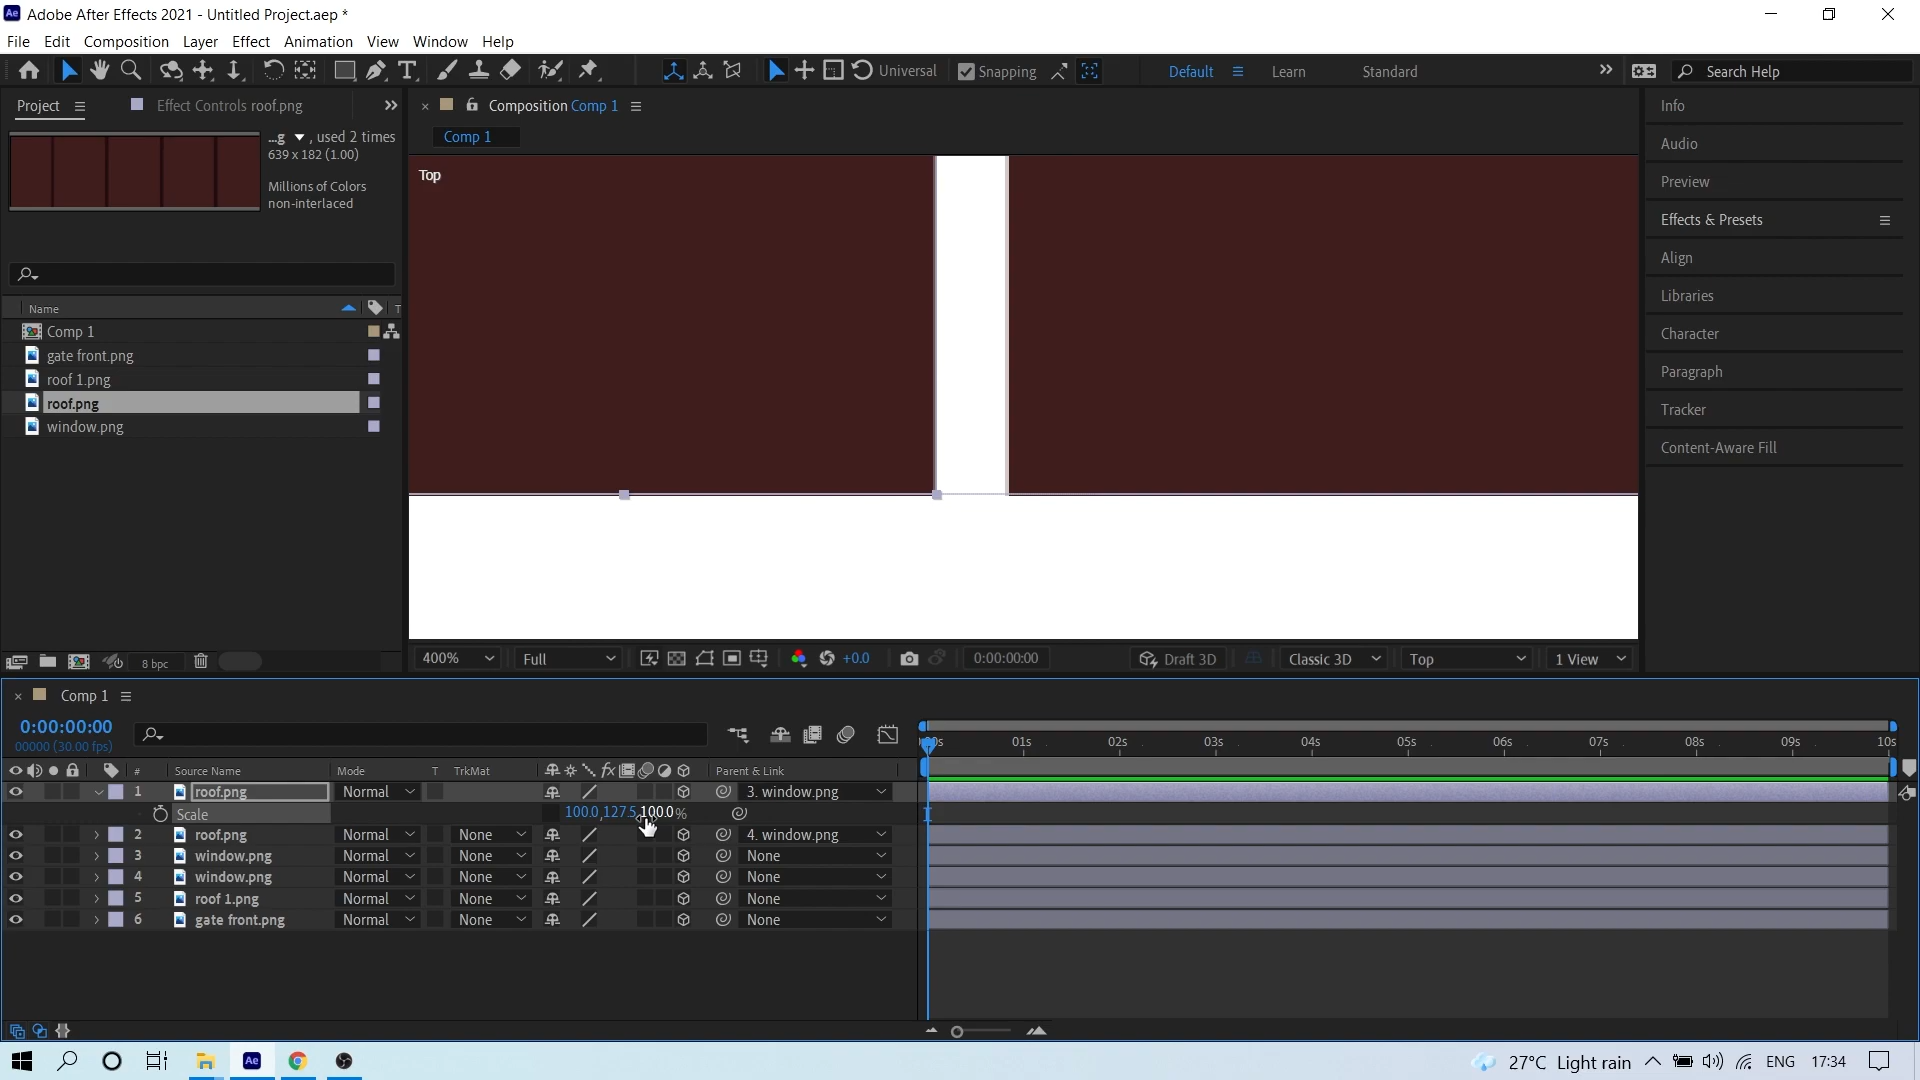 Adobe After Effects 2021 - Untitled Project.aep *
File Edit Composition Layer Effect Animation View Window Help
Universal Snapping Default Learn Standard Search Help
Project Effect Controls roof.png
Composition Comp 1
Info
...g , used 2 times
639 x 182 (1.00)
Comp 1
Audio
Millions of Colors
non-interlaced
Top
Preview
Effects & Presets
Align
Libraries
Character
Paragraph
Tracker
Content-Aware Fill
Name T
Comp 1
gate front.png
roof 1.png
roof.png
window.png
8 bpc
400% Full +0.0 0:00:00:00 Draft 3D Classic 3D Top 1 View
Comp 1
0:00:00:00
00000 (30.00 fps)
01s 02s 03s 04s 05s 06s 07s 08s 09s 10s
# Source Name Mode T TrkMat Parent & Link
1 roof.png Normal 3. window.png
Scale 100.0,127.5,100.0%
2 roof.png Normal None 4. window.png
3 window.png Normal None None
4 window.png Normal None None
5 roof 1.png Normal None None
6 gate front.png Normal None None
Ae 27°C Light rain ENG 17:34